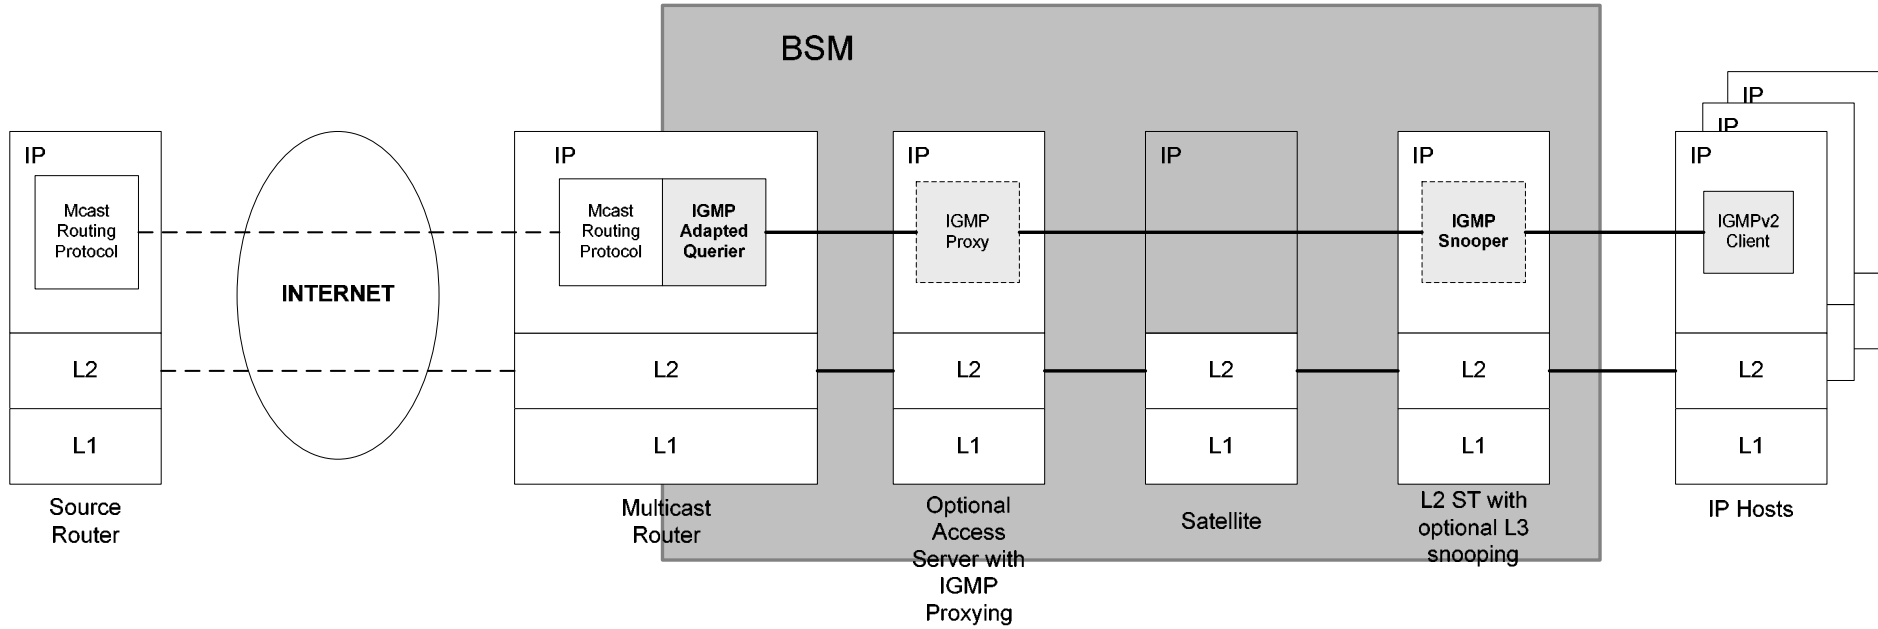 BSM
IP
IP
IP
IP
IP
IP
IP
IP
Mcast
Routing
Protocol
Mcast
Routing
Protocol
IGMP
Adapted
Querier
IGMP
Proxy
IGMP
Snooper
IGMPv2
Client
INTERNET
L2
L2
L2
L2
L2
L2
L1
L1
L1
L1
L1
L1
Source
Router
Multicast
Router
Optional
Access
Server with
IGMP
Proxying
Satellite
L2 ST with
optional L3
snooping
IP Hosts